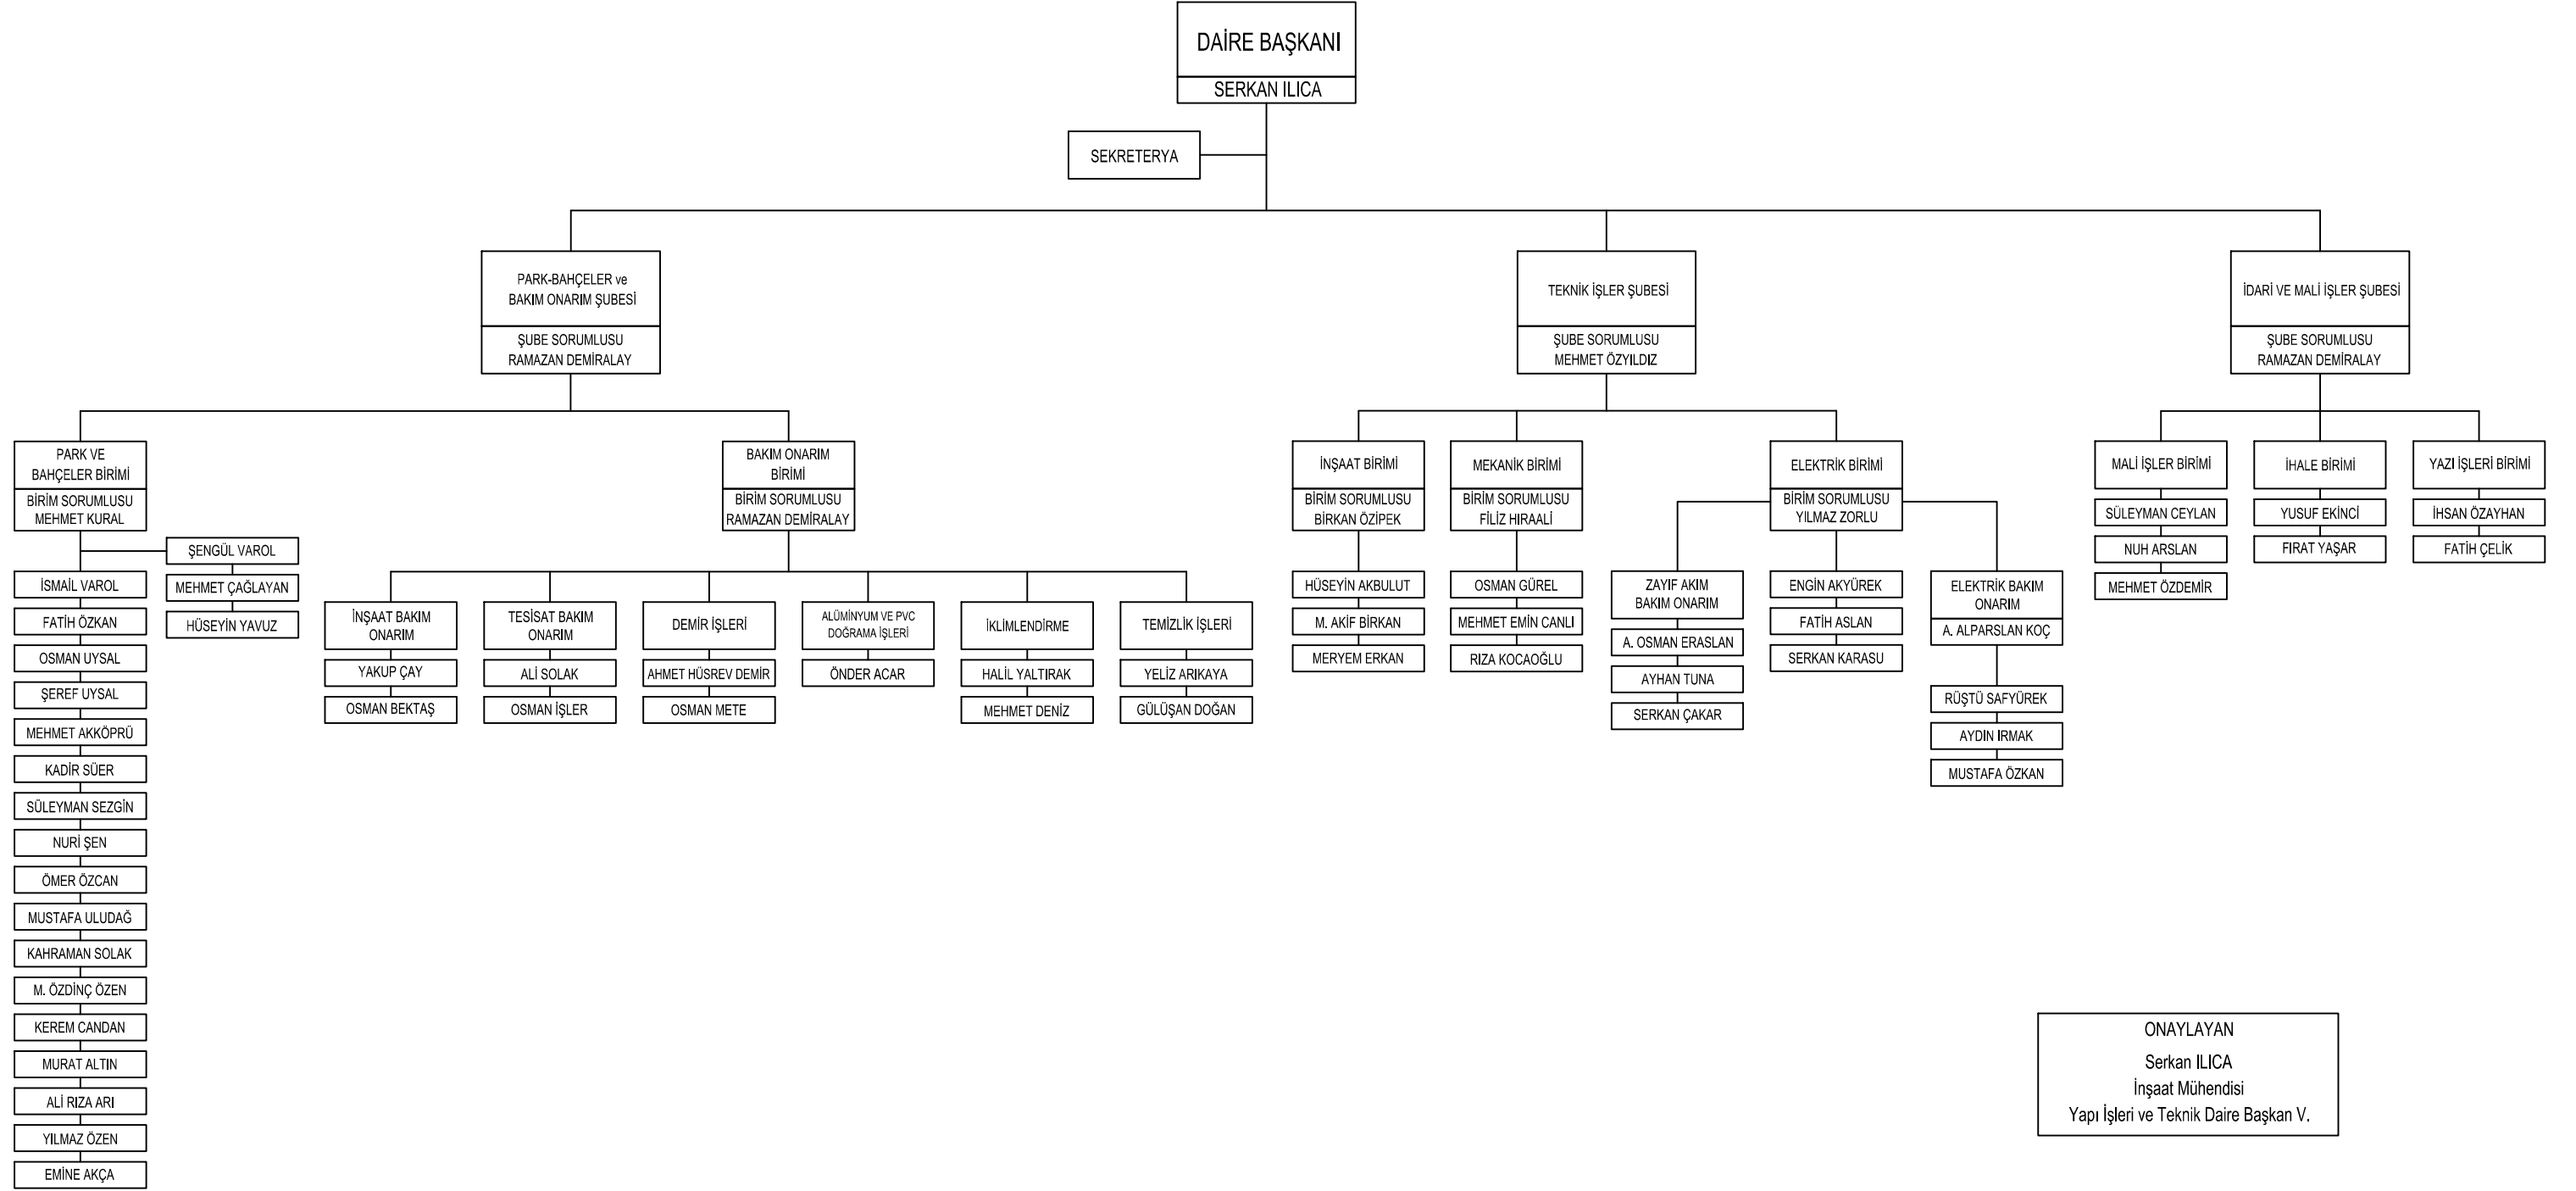 DAİRE BAŞKANI
SERKAN ILICA
SEKRETERYA
PARK-BAHÇELER ve
BAKIM ONARIM ŞUBESİ
ŞUBE SORUMLUSU
RAMAZAN DEMİRALAY
TEKNİK İŞLER ŞUBESİ
ŞUBE SORUMLUSU
MEHMET ÖZYILDIZ
İDARİ VE MALİ İŞLER ŞUBESİ
ŞUBE SORUMLUSU
RAMAZAN DEMİRALAY
PARK VE
BAHÇELER BİRİMİ
BİRİM SORUMLUSU
MEHMET KURAL
ŞENGÜL VAROL
MEHMET ÇAĞLAYAN
HÜSEYİN YAVUZ
İSMAİL VAROL
FATİH ÖZKAN
OSMAN UYSAL
ŞEREF UYSAL
MEHMET AKKÖPRÜ
KADİR SÜER
SÜLEYMAN SEZGİN
NURİ ŞEN
ÖMER ÖZCAN
MUSTAFA ULUDAĞ
KAHRAMAN SOLAK
M. ÖZDİNÇ ÖZEN
KEREM CANDAN
MURAT ALTIN
ALİ RIZA ARI
YILMAZ ÖZEN
EMİNE AKÇA
BAKIM ONARIM
BİRİMİ
BİRİM SORUMLUSU
RAMAZAN DEMİRALAY
İNŞAAT BAKIM
ONARIM
YAKUP ÇAY
OSMAN BEKTAŞ
TESİSAT BAKIM
ONARIM
ALİ SOLAK
OSMAN İŞLER
DEMİR İŞLERİ
AHMET HÜSREV DEMİR
OSMAN METE
ALÜMİNYUM VE PVC
DOĞRAMA İŞLERİ
ÖNDER ACAR
İKLİMLENDİRME
HALİL YALTIRAK
MEHMET DENİZ
TEMİZLİK İŞLERİ
YELİZ ARIKAYA
GÜLÜŞAN DOĞAN
İNŞAAT BİRİMİ
BİRİM SORUMLUSU
BİRKAN ÖZİPEK
HÜSEYİN AKBULUT
M. AKİF BİRKAN
MERYEM ERKAN
MEKANİK BİRİMİ
BİRİM SORUMLUSU
FİLİZ HIRAALİ
OSMAN GÜREL
MEHMET EMİN CANLI
RIZA KOCAOĞLU
ELEKTRİK BİRİMİ
BİRİM SORUMLUSU
YILMAZ ZORLU
ZAYIF AKIM
BAKIM ONARIM
A. OSMAN ERASLAN
AYHAN TUNA
SERKAN ÇAKAR
ENGİN AKYÜREK
FATİH ASLAN
SERKAN KARASU
ELEKTRİK BAKIM
ONARIM
A. ALPARSLAN KOÇ
RÜŞTÜ SAFYÜREK
AYDIN IRMAK
MUSTAFA ÖZKAN
MALİ İŞLER BİRİMİ
SÜLEYMAN CEYLAN
NUH ARSLAN
MEHMET ÖZDEMİR
İHALE BİRİMİ
YUSUF EKİNCİ
FIRAT YAŞAR
YAZI İŞLERİ BİRİMİ
İHSAN ÖZAYHAN
FATİH ÇELİK
ONAYLAYAN
Serkan ILICA
İnşaat Mühendisi
Yapı İşleri ve Teknik Daire Başkan V.